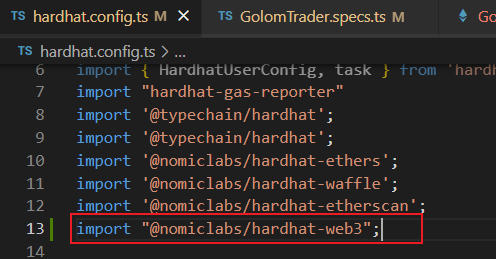 TS hardhat.config.ts M ×
TS GolomTrader.specs.ts M
Go
TS hardhat.config.ts > ...
6 import { HardhatUserConfig, task } from 'hardh
7 import "hardhat-gas-reporter"
8 import '@typechain/hardhat';
9 import '@typechain/hardhat';
10 import '@nomiclabs/hardhat-ethers';
11 import '@nomiclabs/hardhat-waffle';
12 import '@nomiclabs/hardhat-etherscan';
13 import "@nomiclabs/hardhat-web3";
14